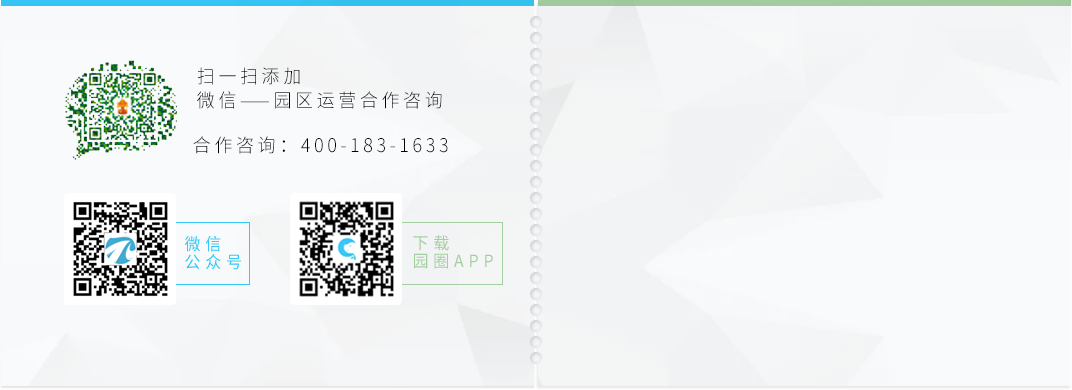 扫一扫添加
微信——园区运营合作咨询
合作咨询：400-183-1633
微信
公众号
下载
园圈APP